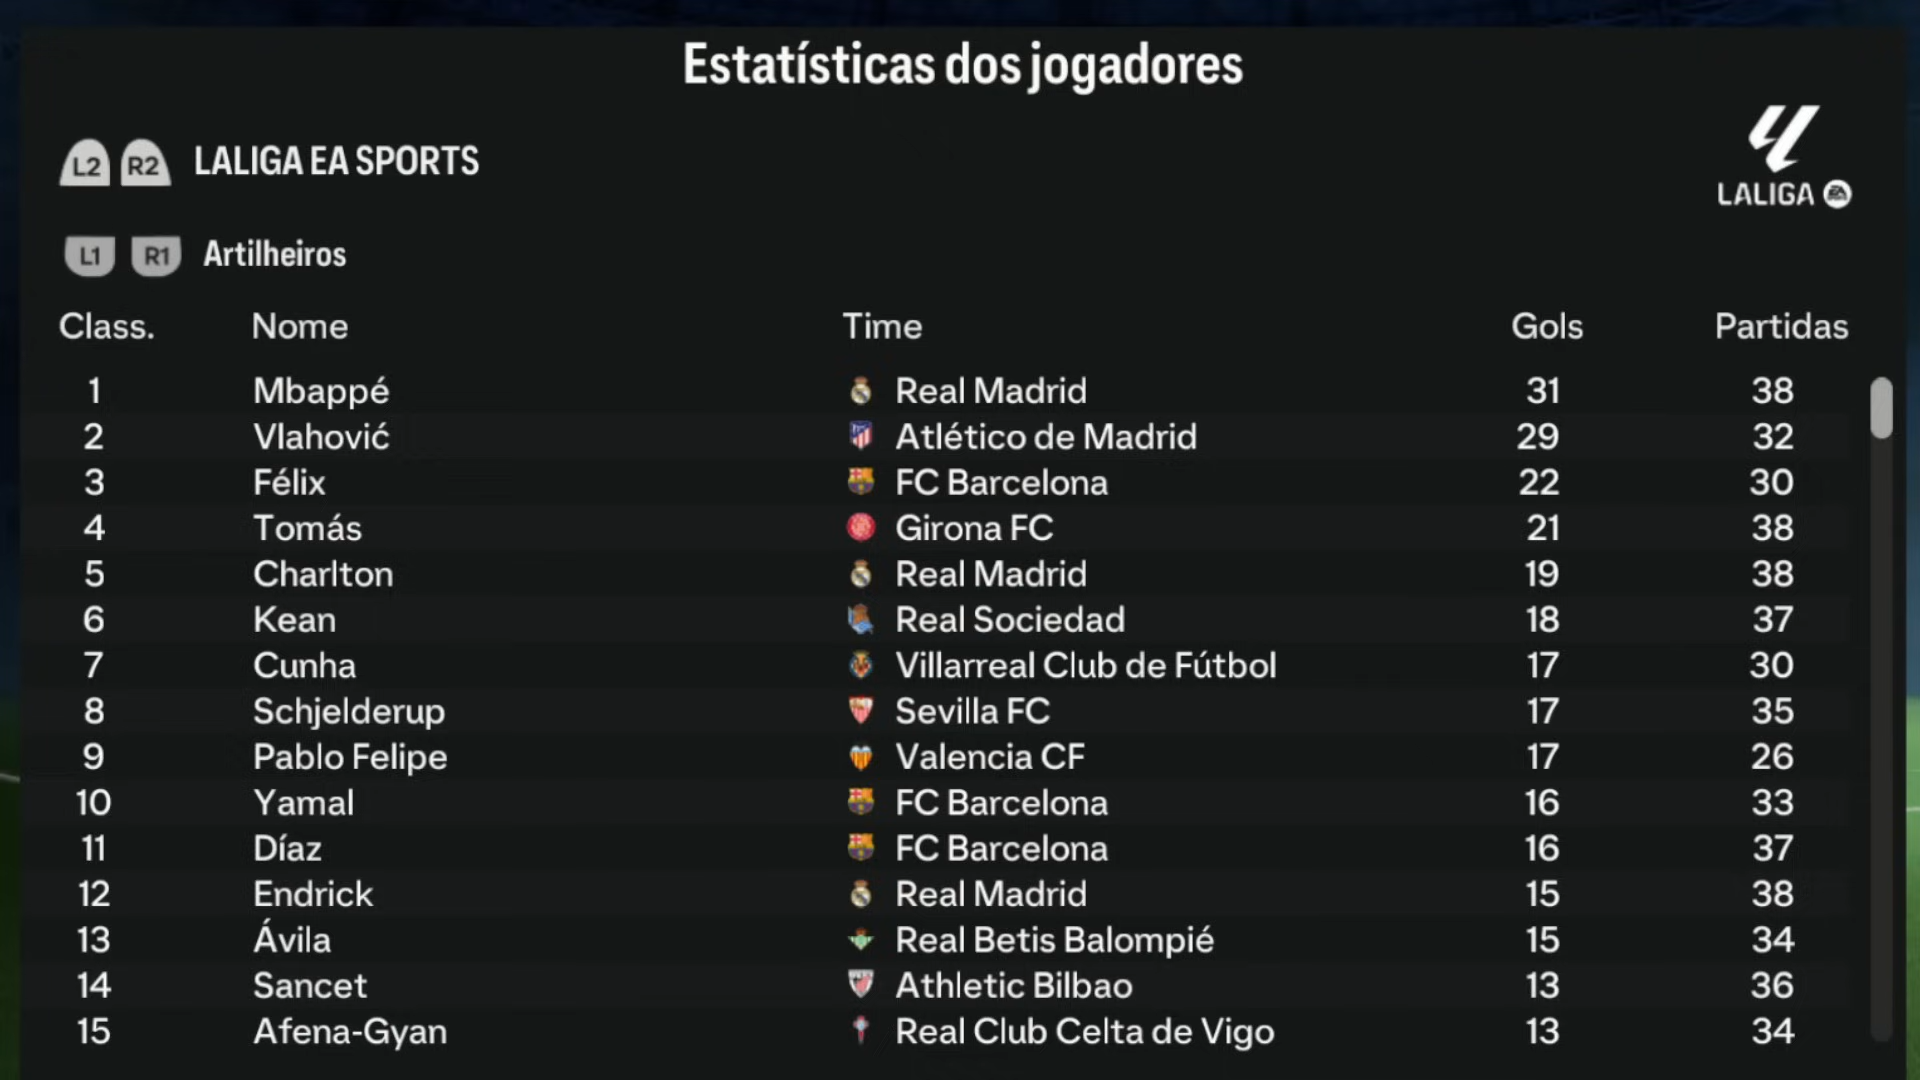 Estatísticas dos jogadores
L2 R2 LALIGA EA SPORTS
LALIGA EA
L1 R1 Artilheiros
Class. Nome Time Gols Partidas
1 Mbappé Real Madrid 31 38
2 Vlahović Atlético de Madrid 29 32
3 Félix FC Barcelona 22 30
4 Tomás Girona FC 21 38
5 Charlton Real Madrid 19 38
6 Kean Real Sociedad 18 37
7 Cunha Villarreal Club de Fútbol 17 30
8 Schjelderup Sevilla FC 17 35
9 Pablo Felipe Valencia CF 17 26
10 Yamal FC Barcelona 16 33
11 Díaz FC Barcelona 16 37
12 Endrick Real Madrid 15 38
13 Ávila Real Betis Balompié 15 34
14 Sancet Athletic Bilbao 13 36
15 Afena-Gyan Real Club Celta de Vigo 13 34